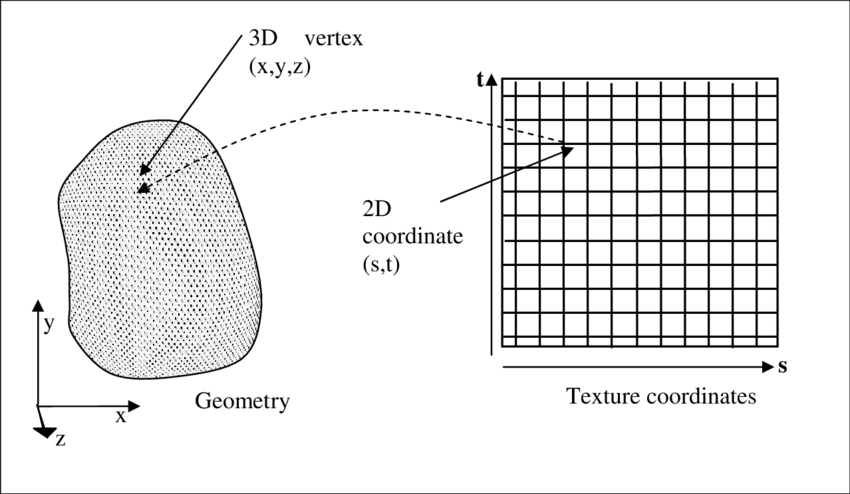 3D vertex
(x,y,z)
t
2D
coordinate
(s,t)
y
x
z
Geometry
s
Texture coordinates